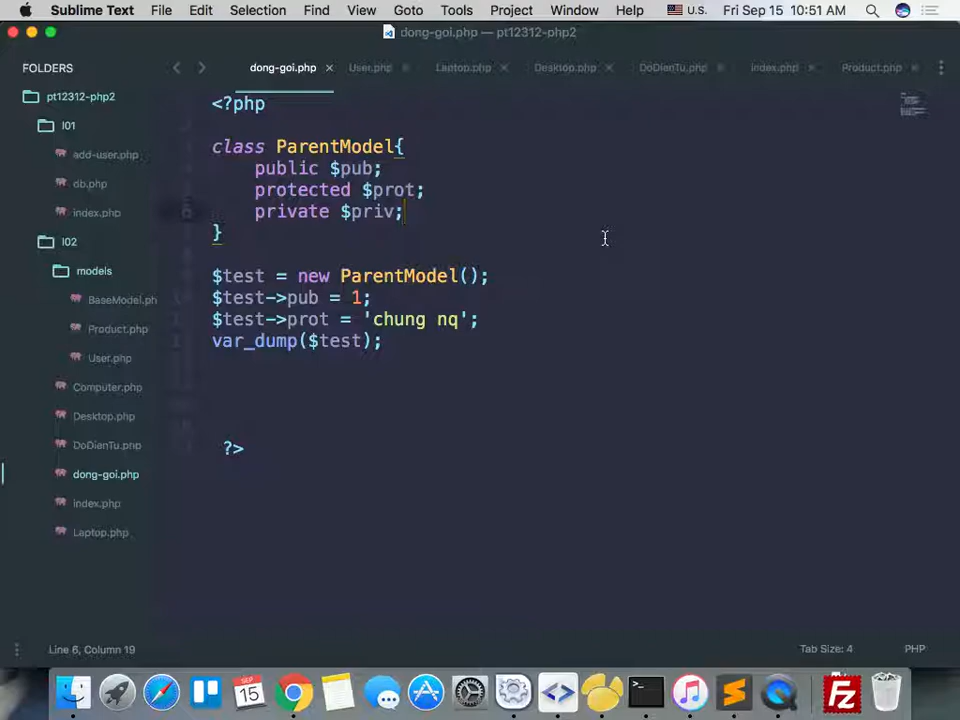 Sublime Text File Edit Selection Find View Goto Tools Project Window Help U.S. Fri Sep 15 10:51 AM
dong-goi.php — pt12312-php2
FOLDERS
dong-goi.php × User.php Laptop.php × Desktop.php × DoDienTu.php Index.php Product.php
pt12312-php2
l01
add-user.php
db.php
index.php
l02
models
BaseModel.ph
Product.php
User.php
Computer.php
Desktop.php
DoDienTu.php
dong-goi.php
index.php
Laptop.php
<?php
class ParentModel{
public $pub;
protected $prot;
6 private $priv;
}
$test = new ParentModel();
$test->pub = 1;
$test->prot = 'chung nq';
var_dump($test);
?>
Line 6, Column 19 Tab Size: 4 PHP
SEP
15
Fz